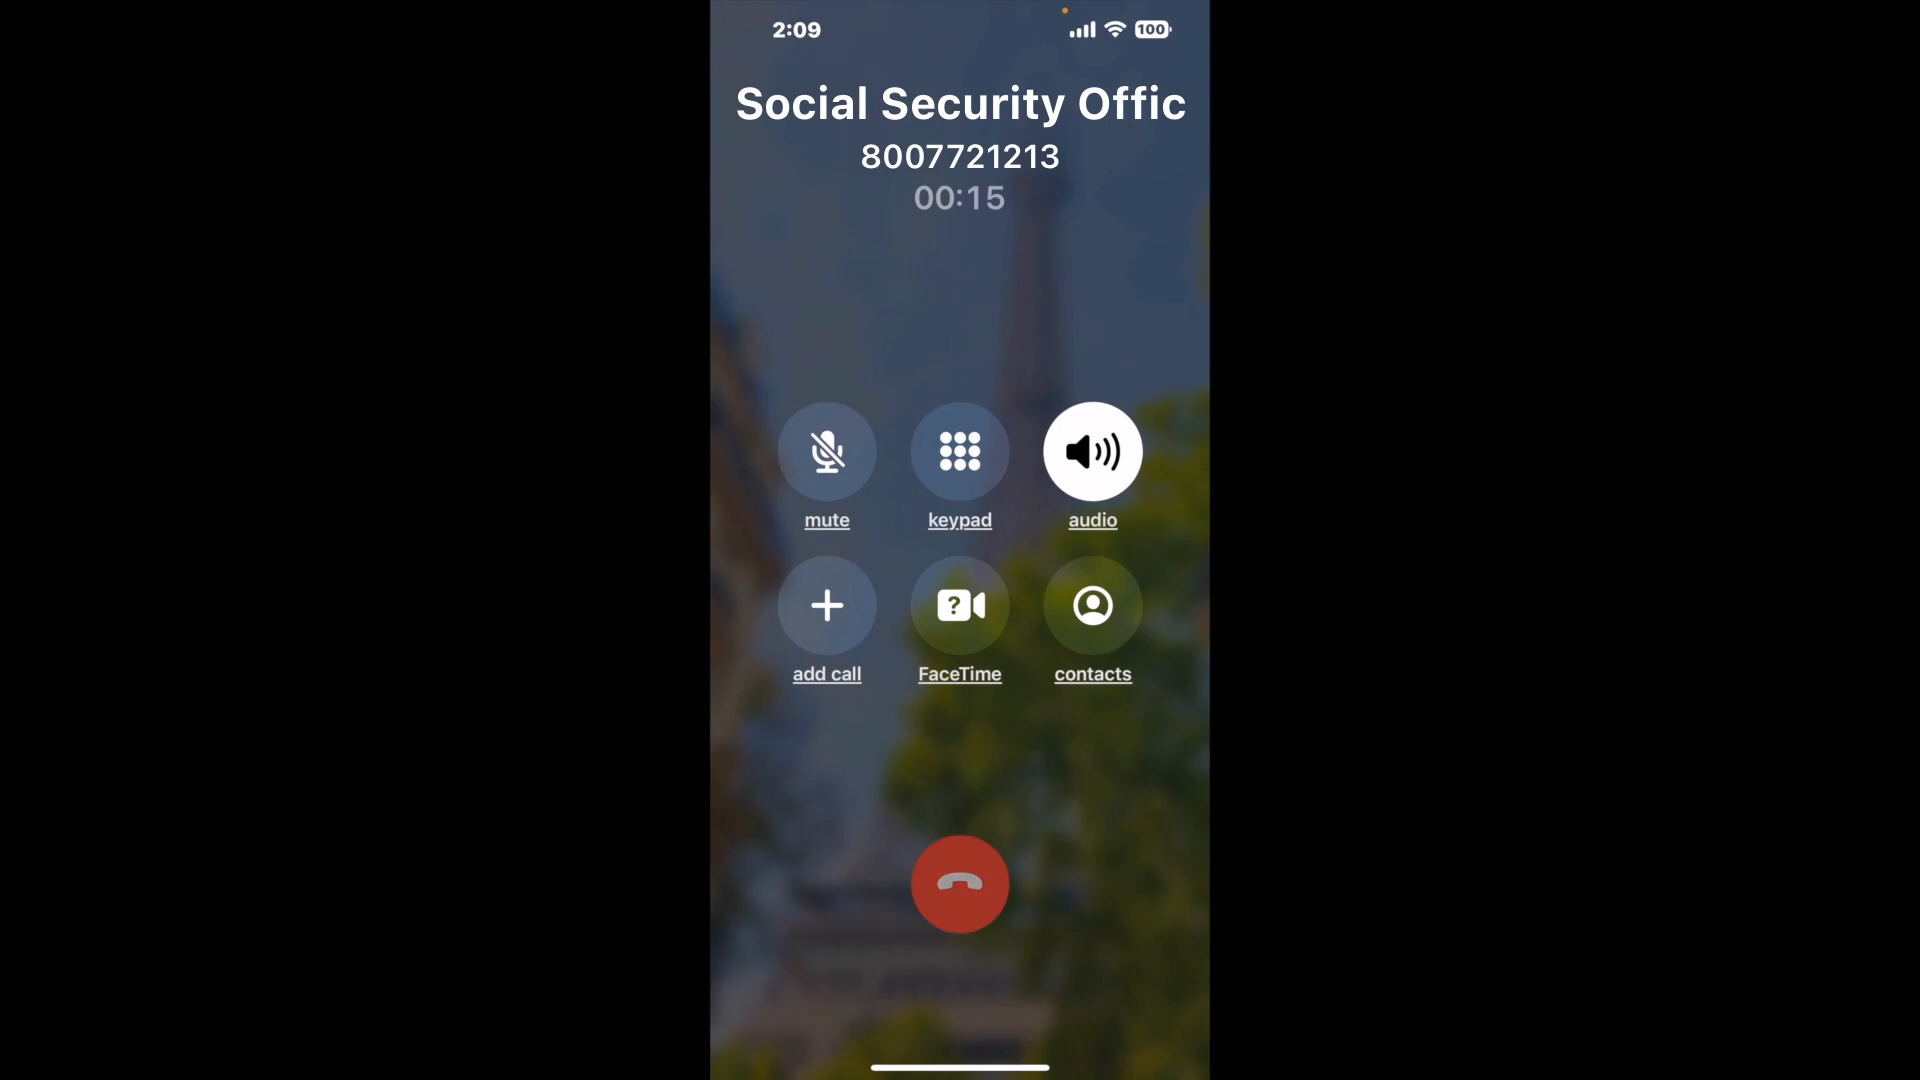 2:09
100
Social Security Offic
8007721213
00:15
mute
keypad
audio
?
add call
FaceTime
contacts